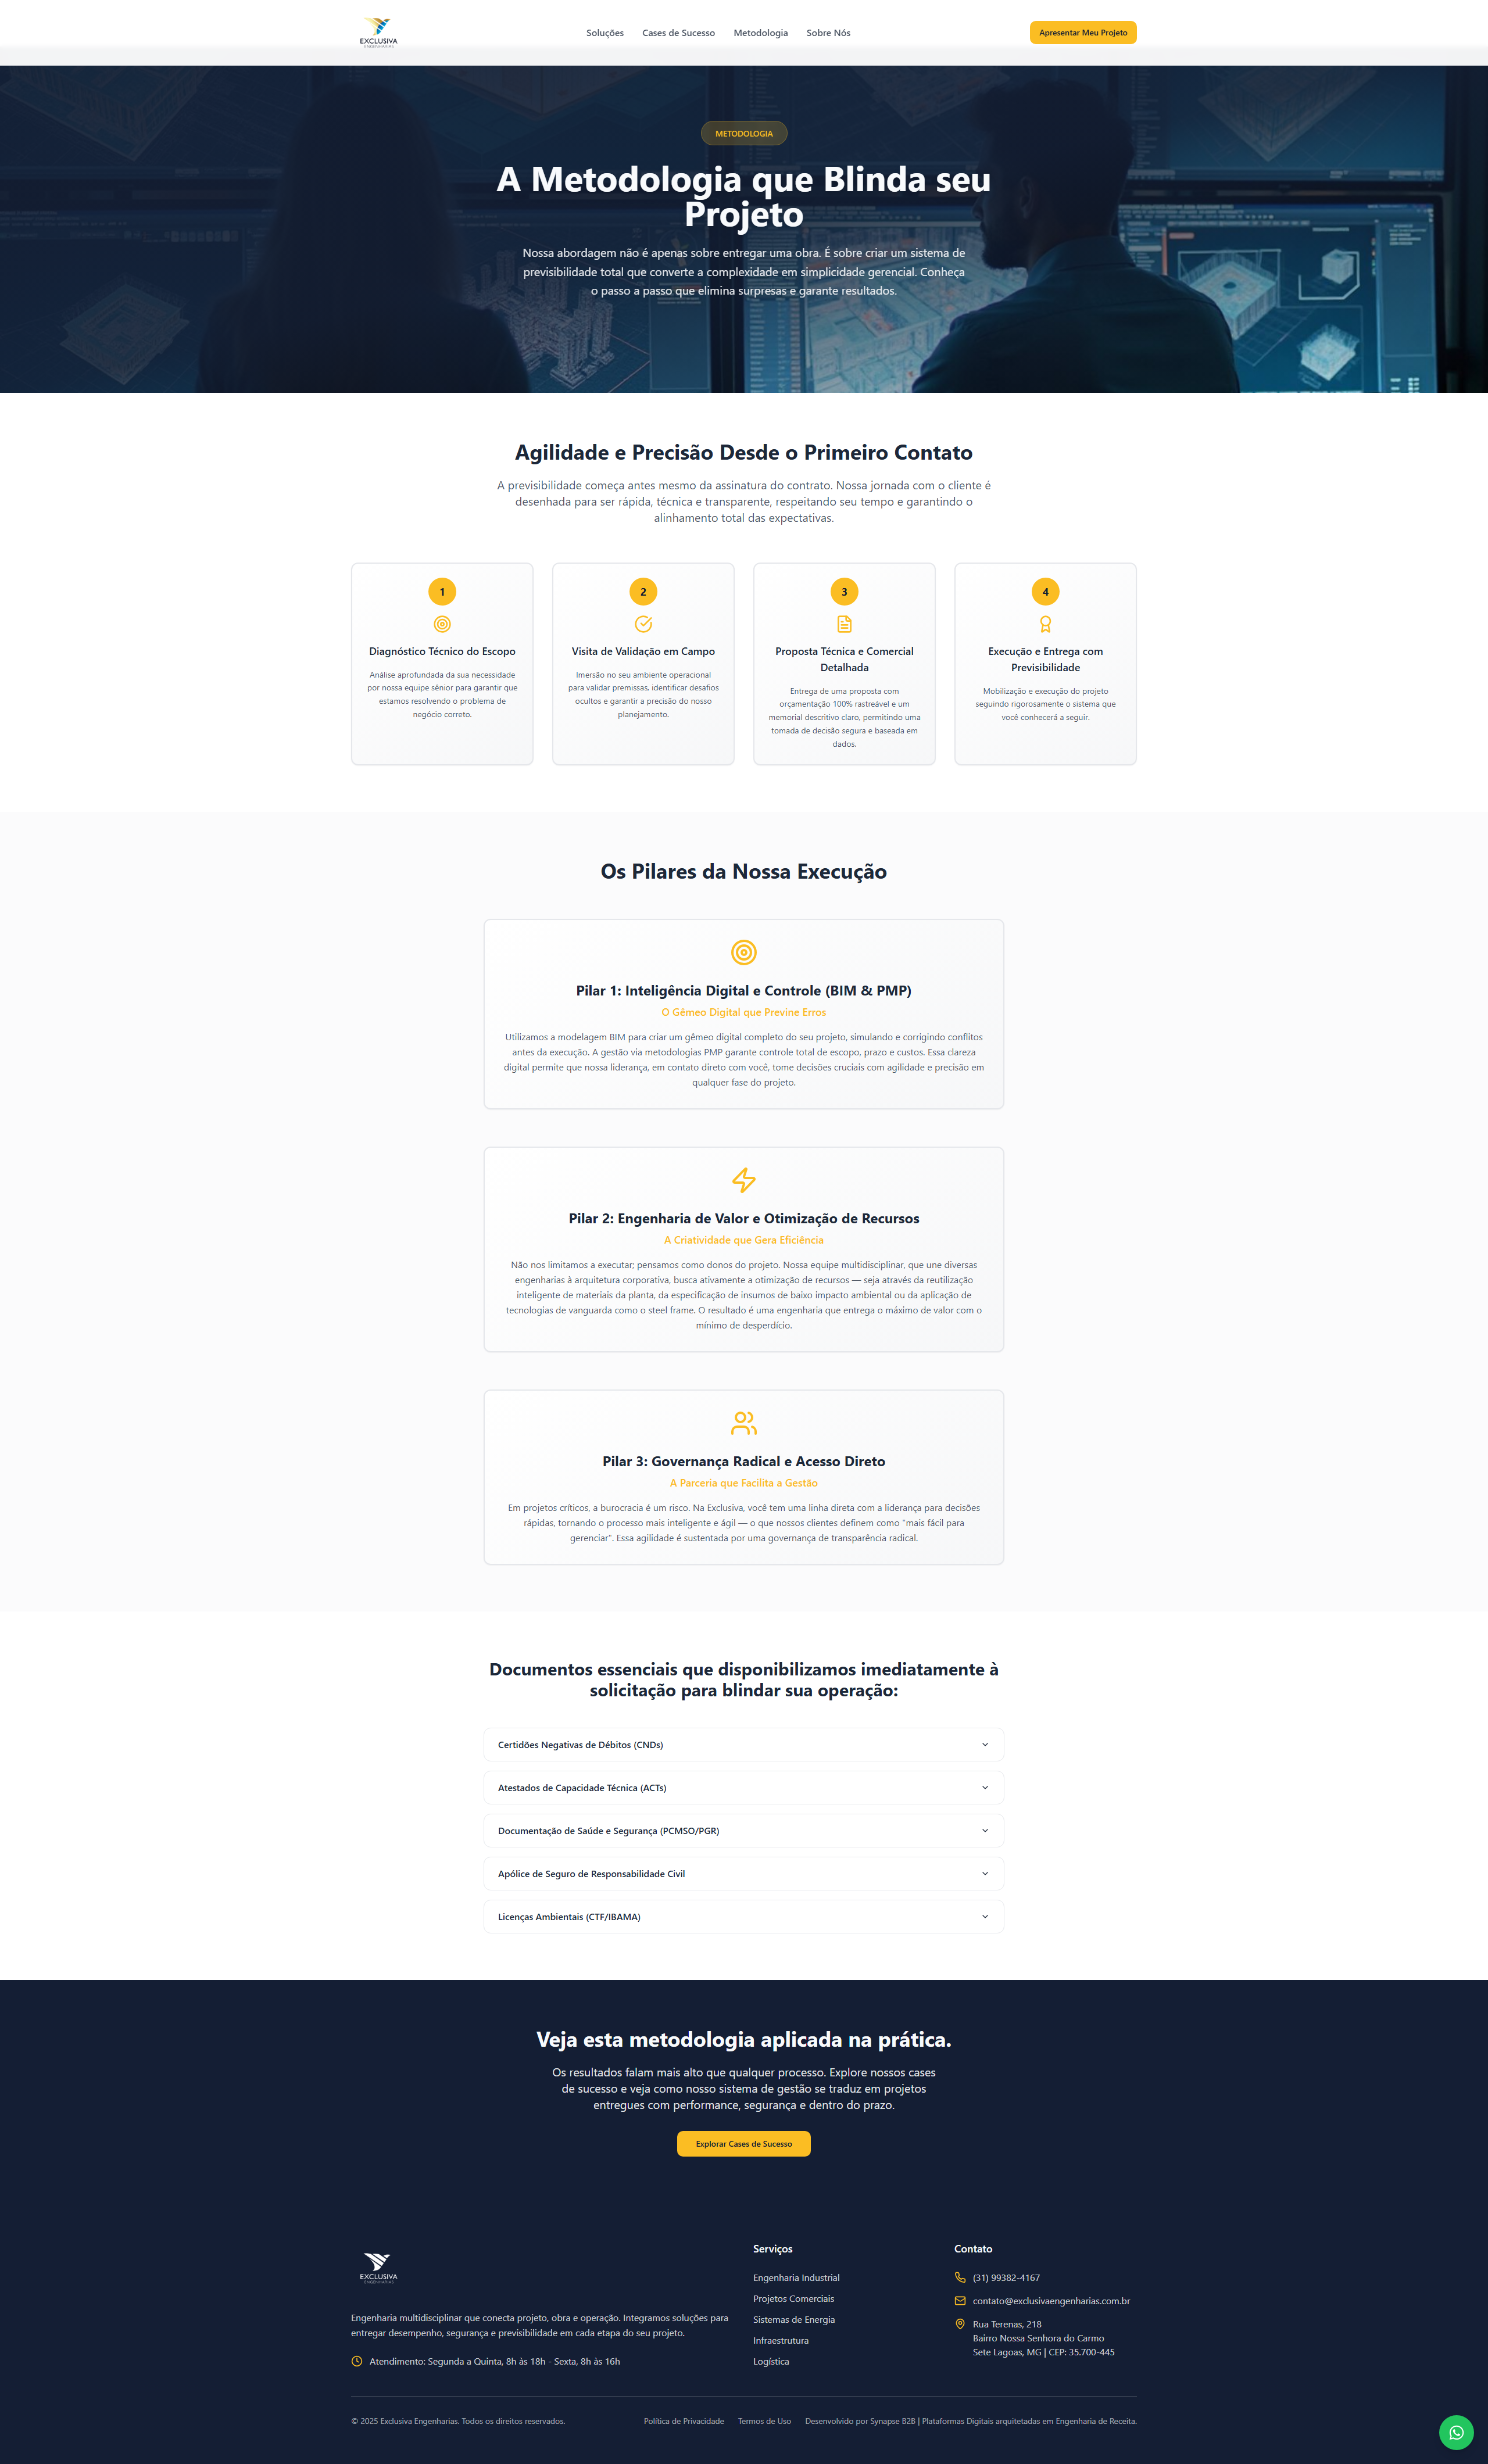 EXCLUSIVA
ENGENHARIAS
Soluções
Cases de Sucesso
Metodologia
Sobre Nós
Apresentar Meu Projeto
METODOLOGIA
A Metodologia que Blinda seu
Projeto
Nossa abordagem não é apenas sobre entregar uma obra. É sobre criar um sistema de
previsibilidade total que converte a complexidade em simplicidade gerencial. Conheça
o passo a passo que elimina surpresas e garante resultados.
Agilidade e Precisão Desde o Primeiro Contato
A previsibilidade começa antes mesmo da assinatura do contrato. Nossa jornada com o cliente é
desenhada para ser rápida, técnica e transparente, respeitando seu tempo e garantindo o
alinhamento total das expectativas.
1
Diagnóstico Técnico do Escopo
Análise aprofundada da sua necessidade
por nossa equipe sênior para garantir que
estamos resolvendo o problema de
negócio correto.
2
Visita de Validação em Campo
Imersão no seu ambiente operacional
para validar premissas, identificar desafios
ocultos e garantir a precisão do nosso
planejamento.
3
Proposta Técnica e Comercial
Detalhada
Entrega de uma proposta com
orçamentação 100% rastreável e um
memorial descritivo claro, permitindo uma
tomada de decisão segura e baseada em
dados.
4
Execução e Entrega com
Previsibilidade
Mobilização e execução do projeto
seguindo rigorosamente o sistema que
você conhecerá a seguir.
Os Pilares da Nossa Execução
Pilar 1: Inteligência Digital e Controle (BIM & PMP)
O Gêmeo Digital que Previne Erros
Utilizamos a modelagem BIM para criar um gêmeo digital completo do seu projeto, simulando e corrigindo conflitos
antes da execução. A gestão via metodologias PMP garante controle total de escopo, prazo e custos. Essa clareza
digital permite que nossa liderança, em contato direto com você, tome decisões cruciais com agilidade e precisão em
qualquer fase do projeto.
Pilar 2: Engenharia de Valor e Otimização de Recursos
A Criatividade que Gera Eficiência
Não nos limitamos a executar; pensamos como donos do projeto. Nossa equipe multidisciplinar, que une diversas
engenharias à arquitetura corporativa, busca ativamente a otimização de recursos — seja através da reutilização
inteligente de materiais da planta, da especificação de insumos de baixo impacto ambiental ou da aplicação de
tecnologias de vanguarda como o steel frame. O resultado é uma engenharia que entrega o máximo de valor com o
mínimo de desperdício.
Pilar 3: Governança Radical e Acesso Direto
A Parceria que Facilita a Gestão
Em projetos críticos, a burocracia é um risco. Na Exclusiva, você tem uma linha direta com a liderança para decisões
rápidas, tornando o processo mais inteligente e ágil — o que nossos clientes definem como "mais fácil para
gerenciar". Essa agilidade é sustentada por uma governança de transparência radical.
Documentos essenciais que disponibilizamos imediatamente à
solicitação para blindar sua operação:
Certidões Negativas de Débitos (CNDs)
Atestados de Capacidade Técnica (ACTs)
Documentação de Saúde e Segurança (PCMSO/PGR)
Apólice de Seguro de Responsabilidade Civil
Licenças Ambientais (CTF/IBAMA)
Veja esta metodologia aplicada na prática.
Os resultados falam mais alto que qualquer processo. Explore nossos cases
de sucesso e veja como nosso sistema de gestão se traduz em projetos
entregues com performance, segurança e dentro do prazo.
Explorar Cases de Sucesso
EXCLUSIVA
ENGENHARIAS
Engenharia multidisciplinar que conecta projeto, obra e operação. Integramos soluções para
entregar desempenho, segurança e previsibilidade em cada etapa do seu projeto.
Atendimento: Segunda a Quinta, 8h às 18h - Sexta, 8h às 16h
Serviços
Engenharia Industrial
Projetos Comerciais
Sistemas de Energia
Infraestrutura
Logística
Contato
(31) 99382-4167
contato@exclusivaengenharias.com.br
Rua Terenas, 218
Bairro Nossa Senhora do Carmo
Sete Lagoas, MG | CEP: 35.700-445
© 2025 Exclusiva Engenharias. Todos os direitos reservados.
Política de Privacidade
Termos de Uso
Desenvolvido por Synapse B2B | Plataformas Digitais arquitetadas em Engenharia de Receita.